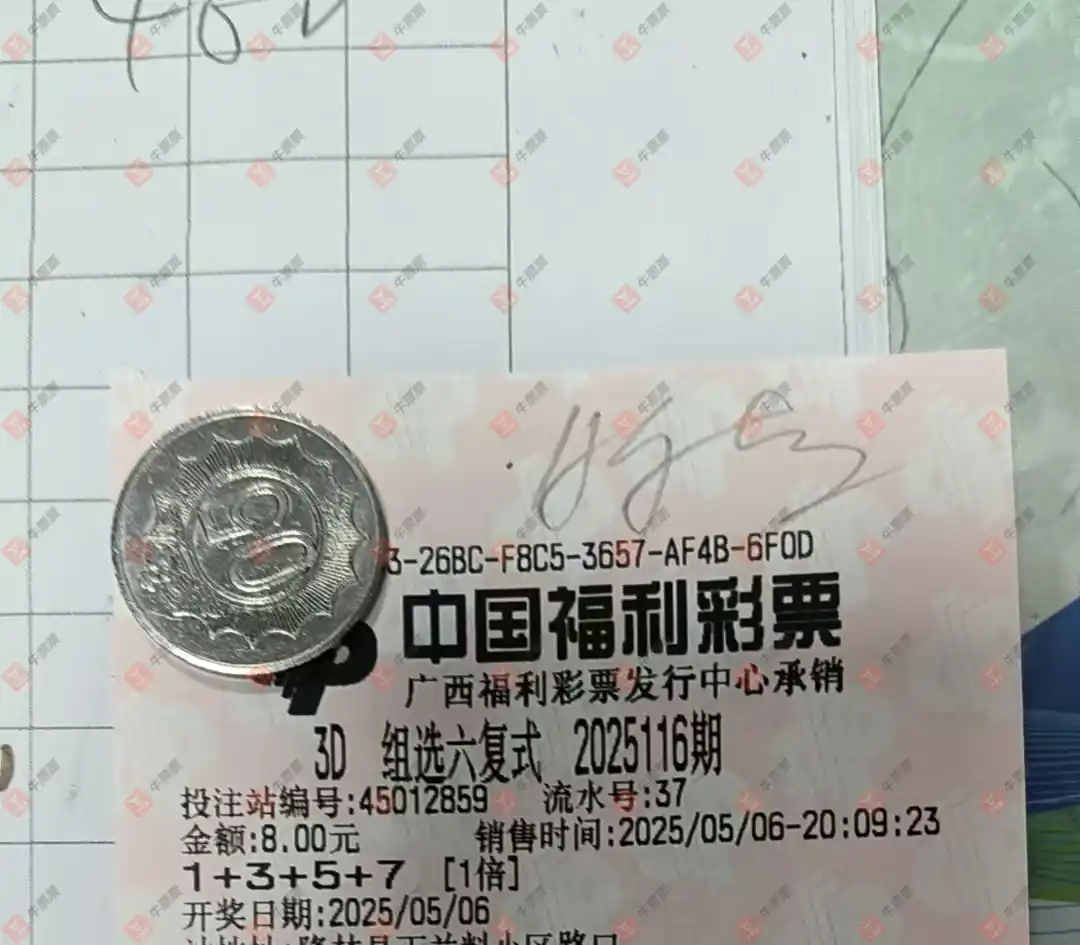 3-26BC-F8C5-3657-AF4B-6F0D
中国福利彩票
广西福利彩票发行中心承销
3D 组选六复式 2025116期
投注站编号:45012859 流水号:37
金额:8.00元 销售时间:2025/05/06-20:09:23
1+3+5+7 [1倍]
开奖日期:2025/05/06